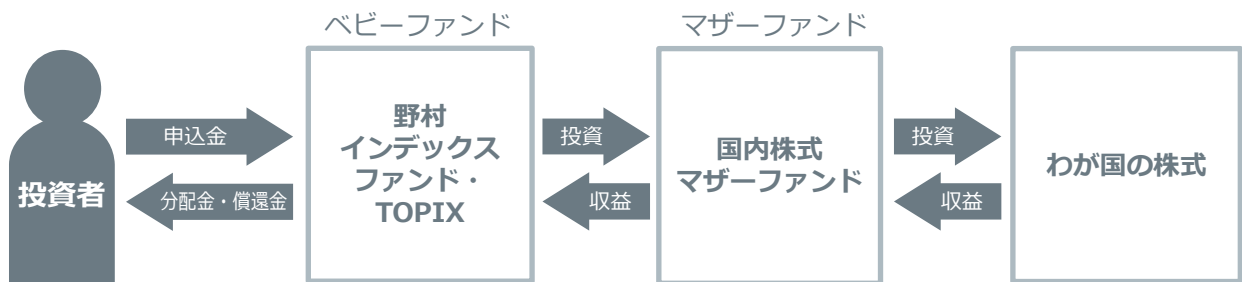 ベビーファンド
マザーファンド
投資者
申込金
分配金・償還金
野村
インデックス
ファンド・
TOPIX
投資
収益
国内株式
マザーファンド
投資
収益
わが国の株式